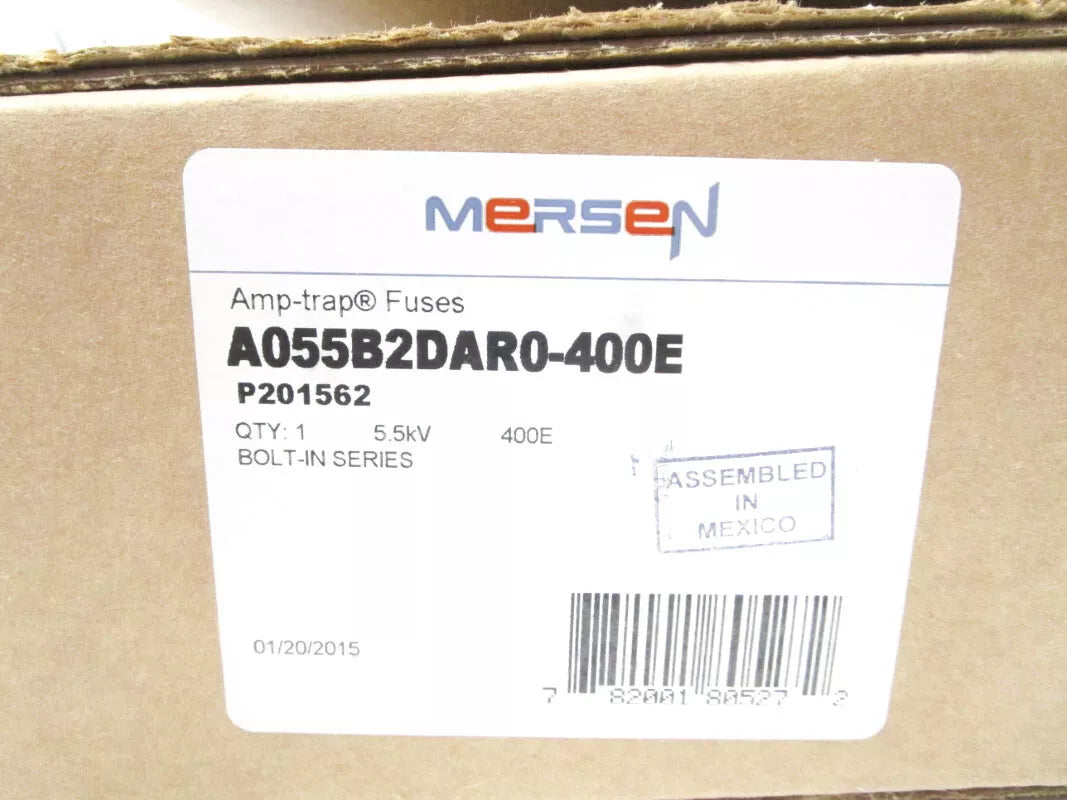 MERSEN
Amp-trap® Fuses
A055B2DAR0-400E
P201562
QTY: 1 5.5kV 400E
BOLT-IN SERIES
ASSEMBLED
IN
MEXICO
01/20/2015
7 82001 80527 2